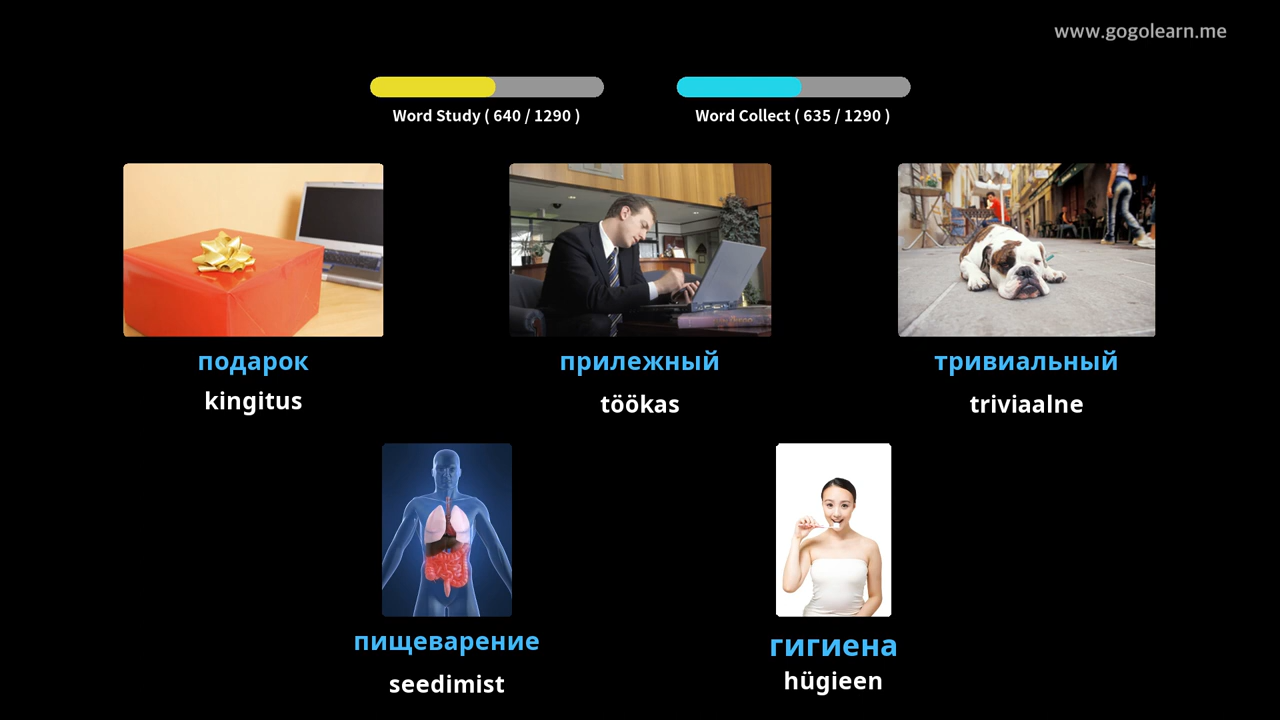 www.gogolearn.me
Word Study ( 640 / 1290 )
Word Collect ( 635 / 1290 )
подарок
kingitus
прилежный
töökas
тривиальный
triviaalne
пищеварение
seedimist
гигиена
hügieen